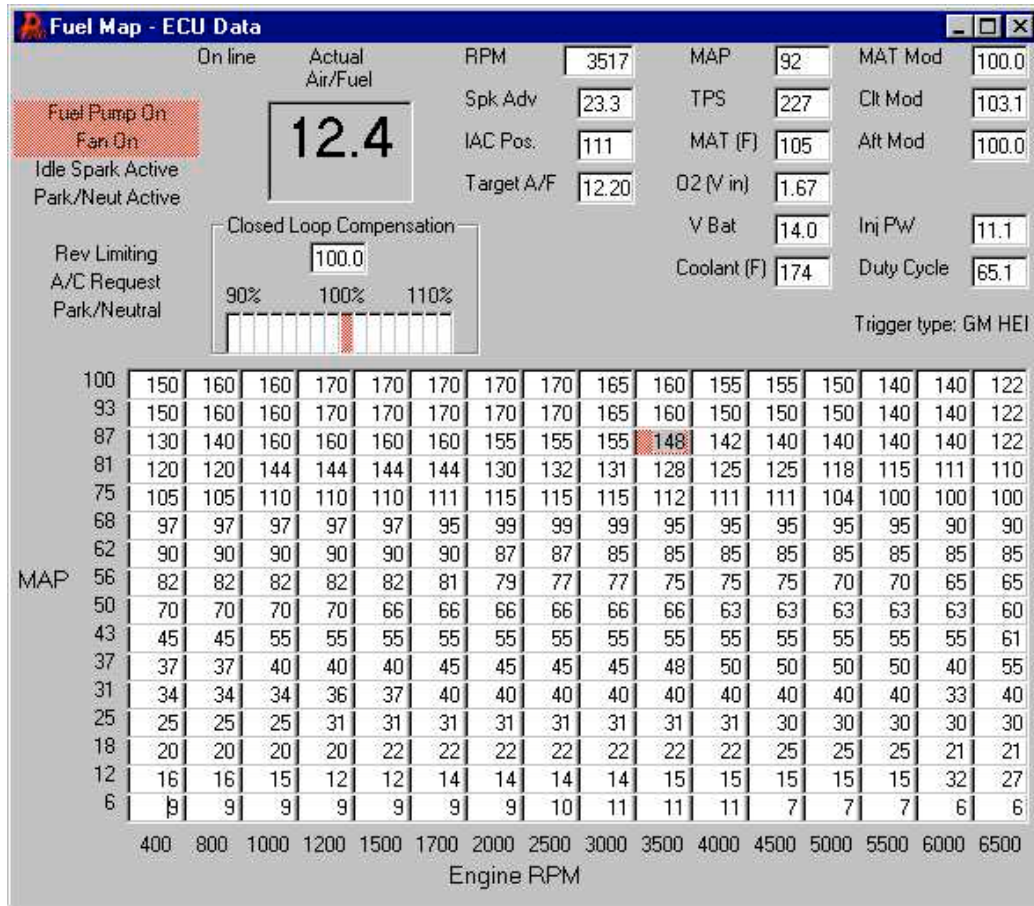 Fuel Map - ECU Data
On line Actual Air/Fuel RPM 3517 MAP 92 MAT Mod 100.0
12.4 Spk Adv 23.3 TPS 227 Clt Mod 103.1
Fuel Pump On
Fan On IAC Pos. 111 MAT (F) 105 Aft Mod 100.0
Idle Spark Active
Park/Neut Active Target A/F 12.20 O2 (V in) 1.67
Closed Loop Compensation V Bat 14.0 Inj PW 11.1
Rev Limiting 100.0
A/C Request Coolant (F) 174 Duty Cycle 65.1
Park/Neutral 90% 100% 110%
Trigger type: GM HEI
100 150 160 160 170 170 170 170 170 165 160 155 155 150 140 140 122
93 150 160 160 170 170 170 170 170 165 160 150 150 150 140 140 122
87 130 140 160 160 160 160 155 155 155 148 142 140 140 140 140 122
81 120 120 144 144 144 144 130 132 131 128 125 125 118 115 111 110
75 105 105 110 110 110 111 115 115 115 112 111 111 104 100 100 100
68 97 97 97 97 97 95 99 99 99 95 95 95 95 95 90 90
62 90 90 90 90 90 90 87 87 85 85 85 85 85 85 85 85
MAP 56 82 82 82 82 82 81 79 77 77 75 75 75 70 70 65 65
50 70 70 70 70 66 66 66 66 66 66 63 63 63 63 63 60
43 45 45 55 55 55 55 55 55 55 55 55 55 55 55 55 61
37 37 37 40 40 40 45 45 45 45 48 50 50 50 50 40 55
31 34 34 34 36 37 40 40 40 40 40 40 40 40 40 33 40
25 25 25 25 31 31 31 31 31 31 31 31 30 30 30 30 30
18 20 20 20 20 22 22 22 22 22 22 22 25 25 25 21 21
12 16 16 15 12 12 14 14 14 14 15 15 15 15 15 32 27
6 9 9 9 9 9 9 9 10 11 11 11 7 7 7 6 6
400 800 1000 1200 1500 1700 2000 2500 3000 3500 4000 4500 5000 5500 6000 6500
Engine RPM